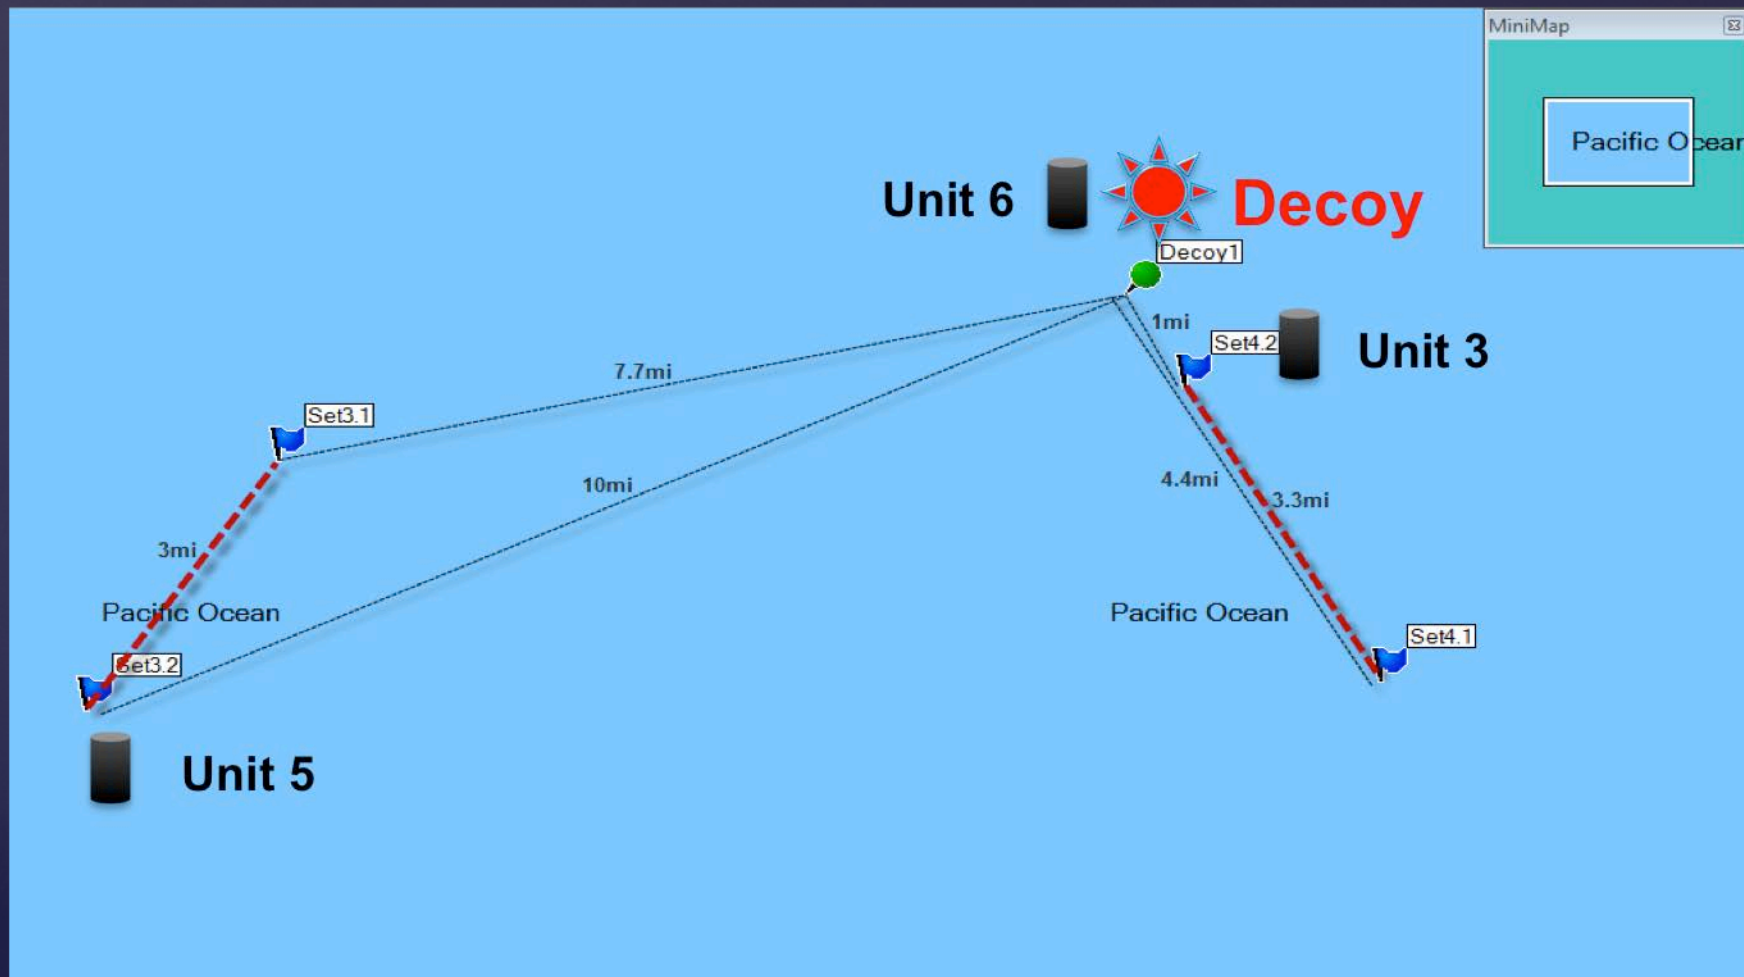 MiniMap
Pacific Ocear
Unit 6
Decoy
Decoy1
1mi
Set4.2
Unit 3
7.7mi
Set3.1
10mi
4.4mi
3.3mi
3mi
Pacific Ocean
Pacific Ocean
Set4.1
Set3.2
Unit 5